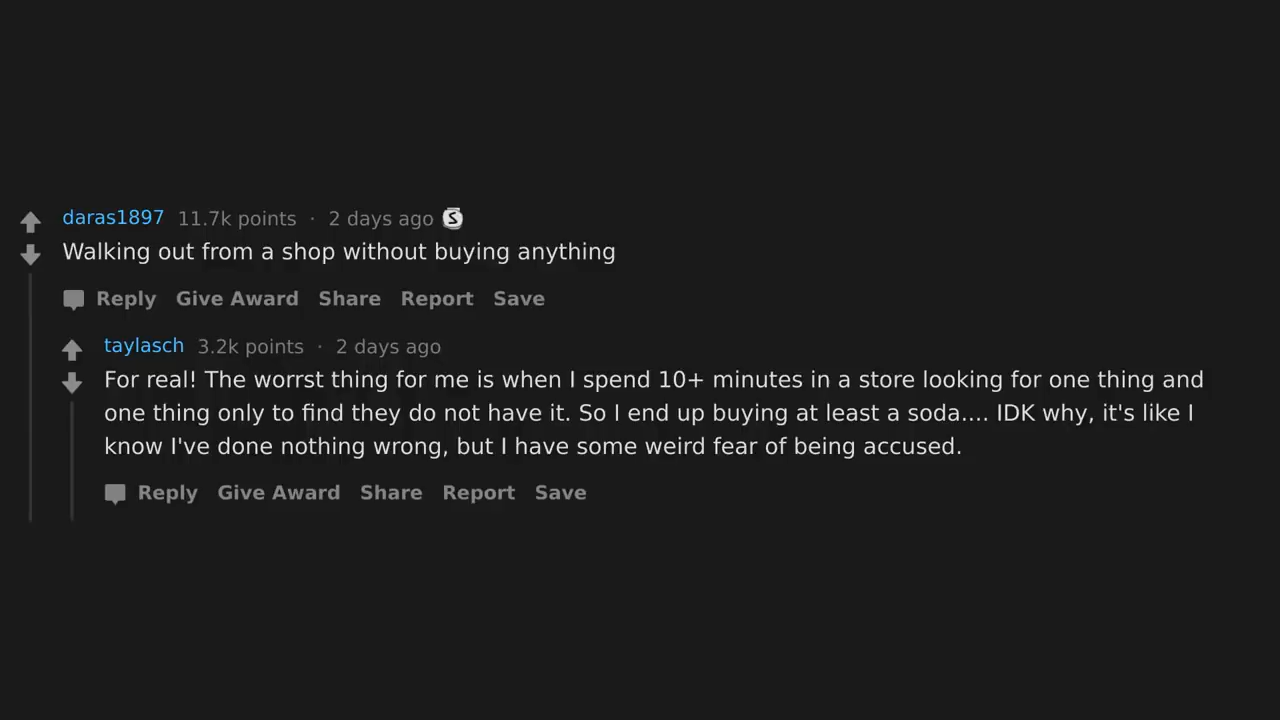 daras1897 11.7k points · 2 days ago S
Walking out from a shop without buying anything
Reply Give Award Share Report Save
taylasch 3.2k points · 2 days ago
For real! The worrst thing for me is when I spend 10+ minutes in a store looking for one thing and
one thing only to find they do not have it. So I end up buying at least a soda.... IDK why, it's like I
know I've done nothing wrong, but I have some weird fear of being accused.
Reply Give Award Share Report Save